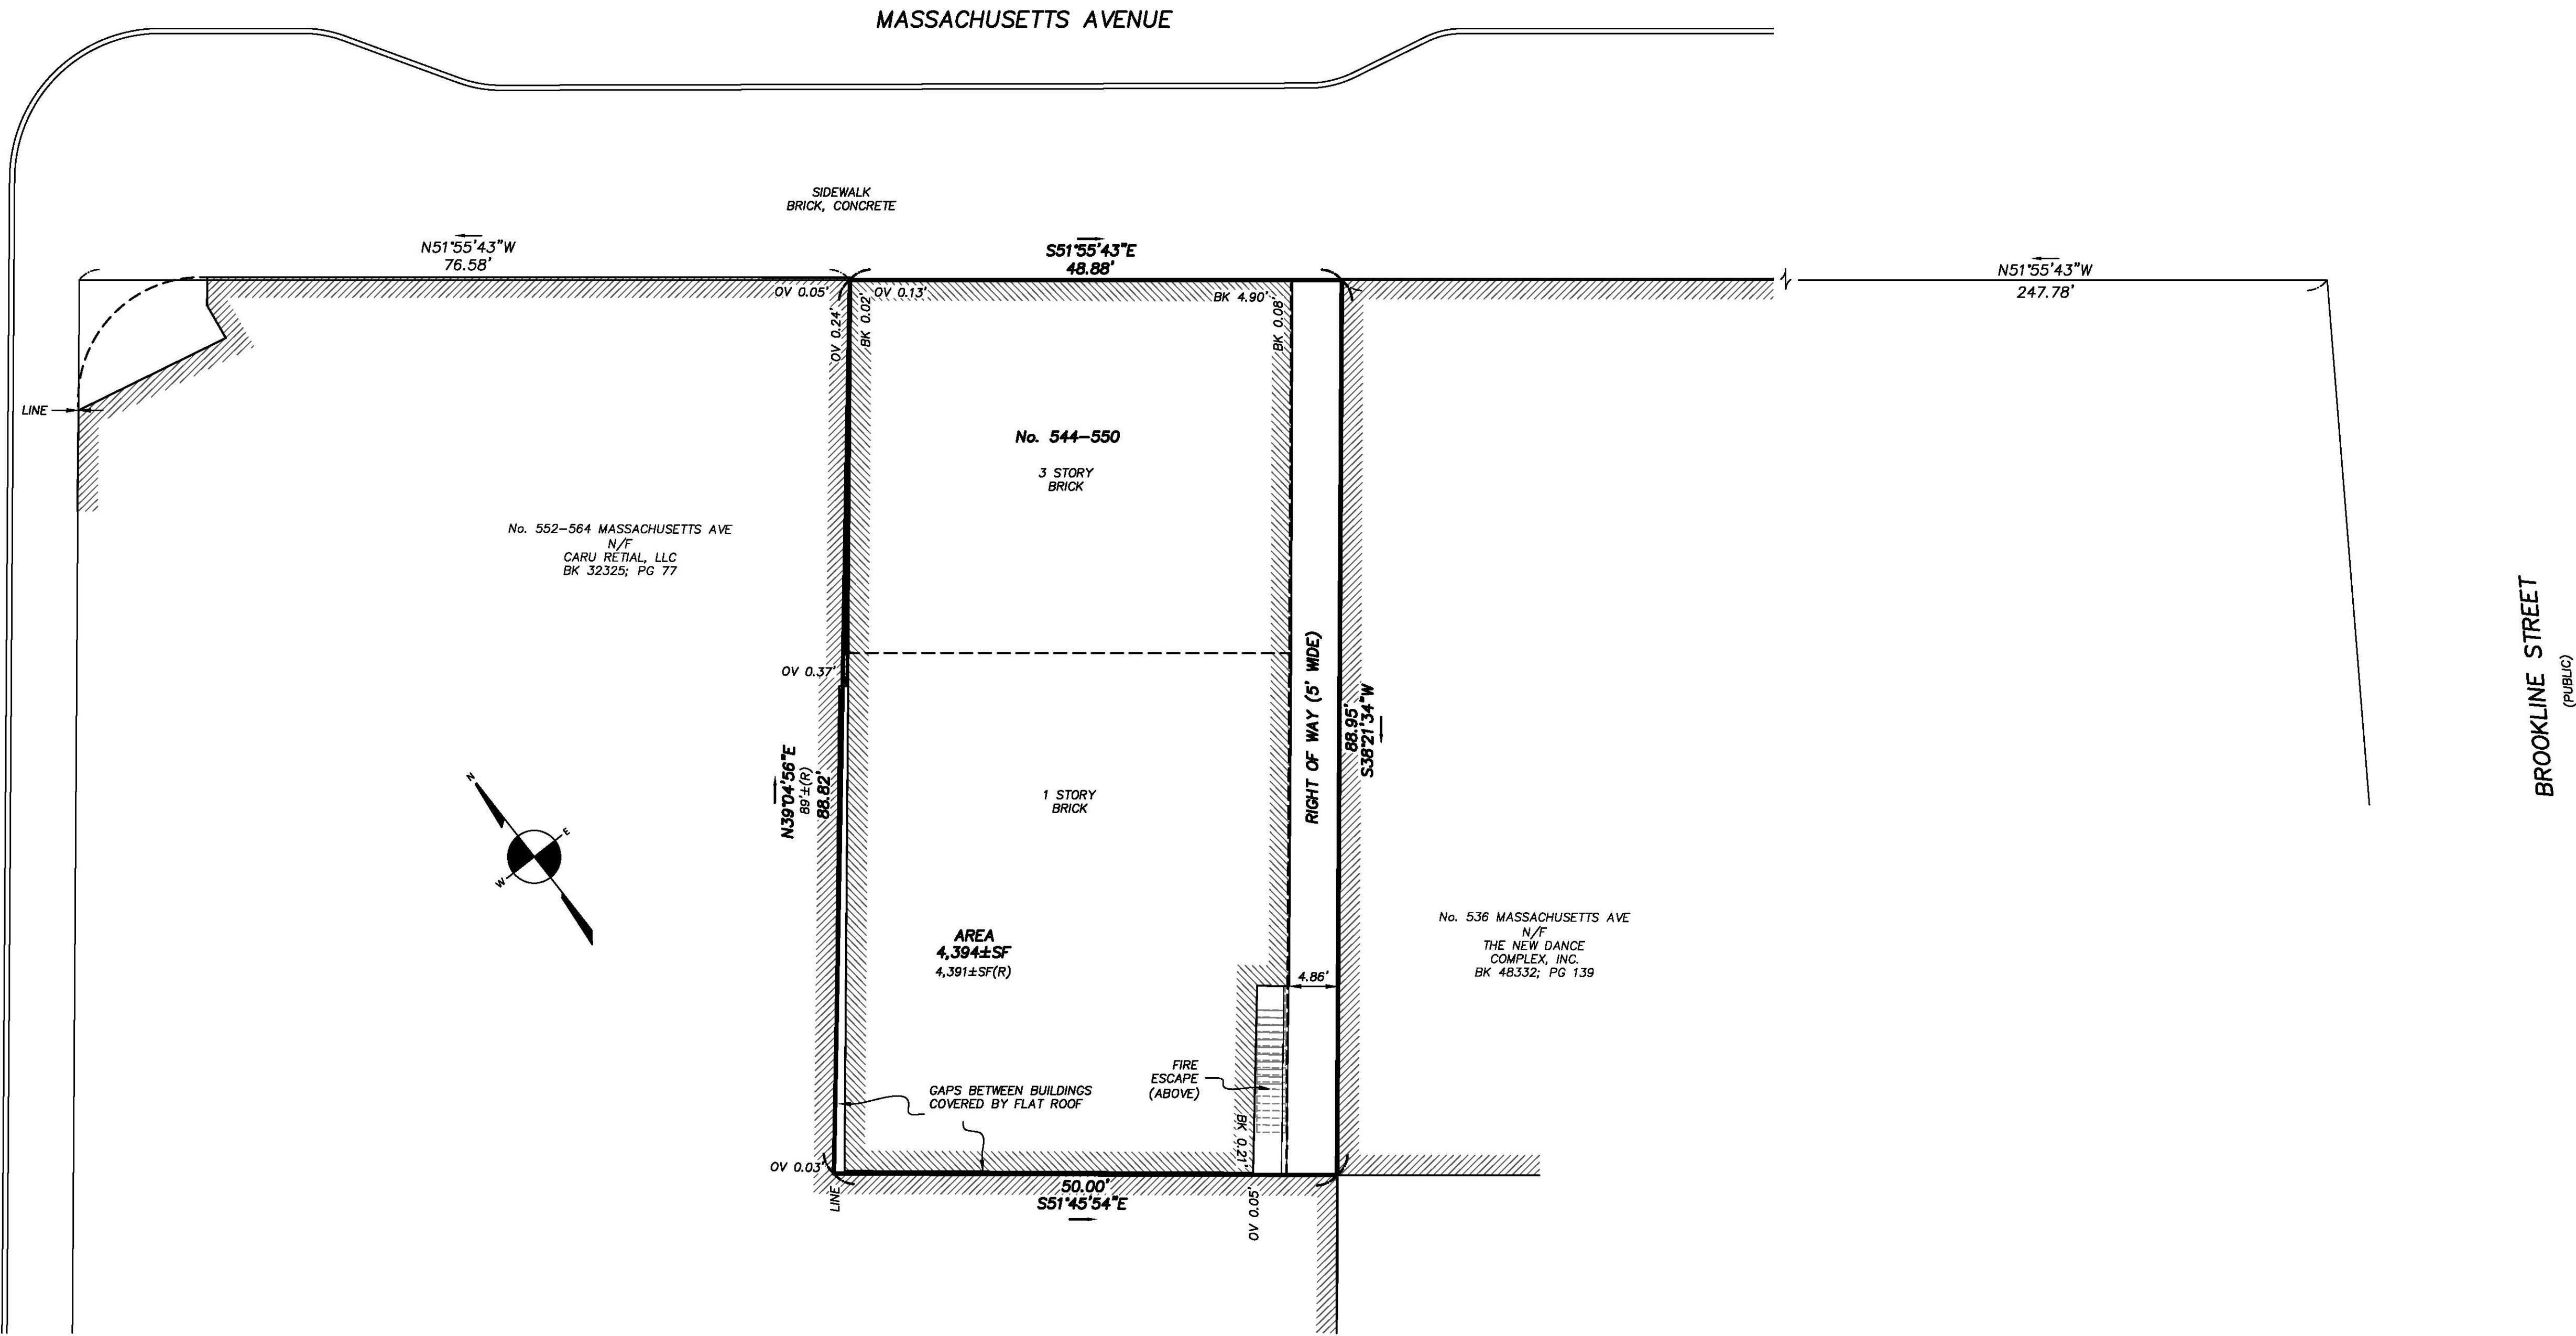 MASSACHUSETTS AVENUE
SIDEWALK
BRICK, CONCRETE
N51°55'43"W
76.58'
S51°55'43"E
48.88'
N51°55'43"W
247.78'
OV 0.05'
OV 0.13'
BK 4.90'
OV 0.24'
BK 0.02'
BK 0.08'
LINE
No. 544-550
3 STORY
BRICK
No. 552-564 MASSACHUSETTS AVE
N/F
CARU RETIAL, LLC
BK 32325; PG 77
OV 0.37'
RIGHT OF WAY (5' WIDE)
88.95'
S38°21'34"W
BROOKLINE STREET
(PUBLIC)
N39°04'56"E
89'±(R)
88.82'
1 STORY
BRICK
N
E
W
AREA
4,394±SF
4,391±SF(R)
No. 536 MASSACHUSETTS AVE
N/F
THE NEW DANCE
COMPLEX, INC.
BK 48332; PG 139
4.86'
FIRE
ESCAPE
(ABOVE)
GAPS BETWEEN BUILDINGS
COVERED BY FLAT ROOF
BK 0.21'
OV 0.03'
LINE
50.00'
S51°45'54"E
OV 0.05'